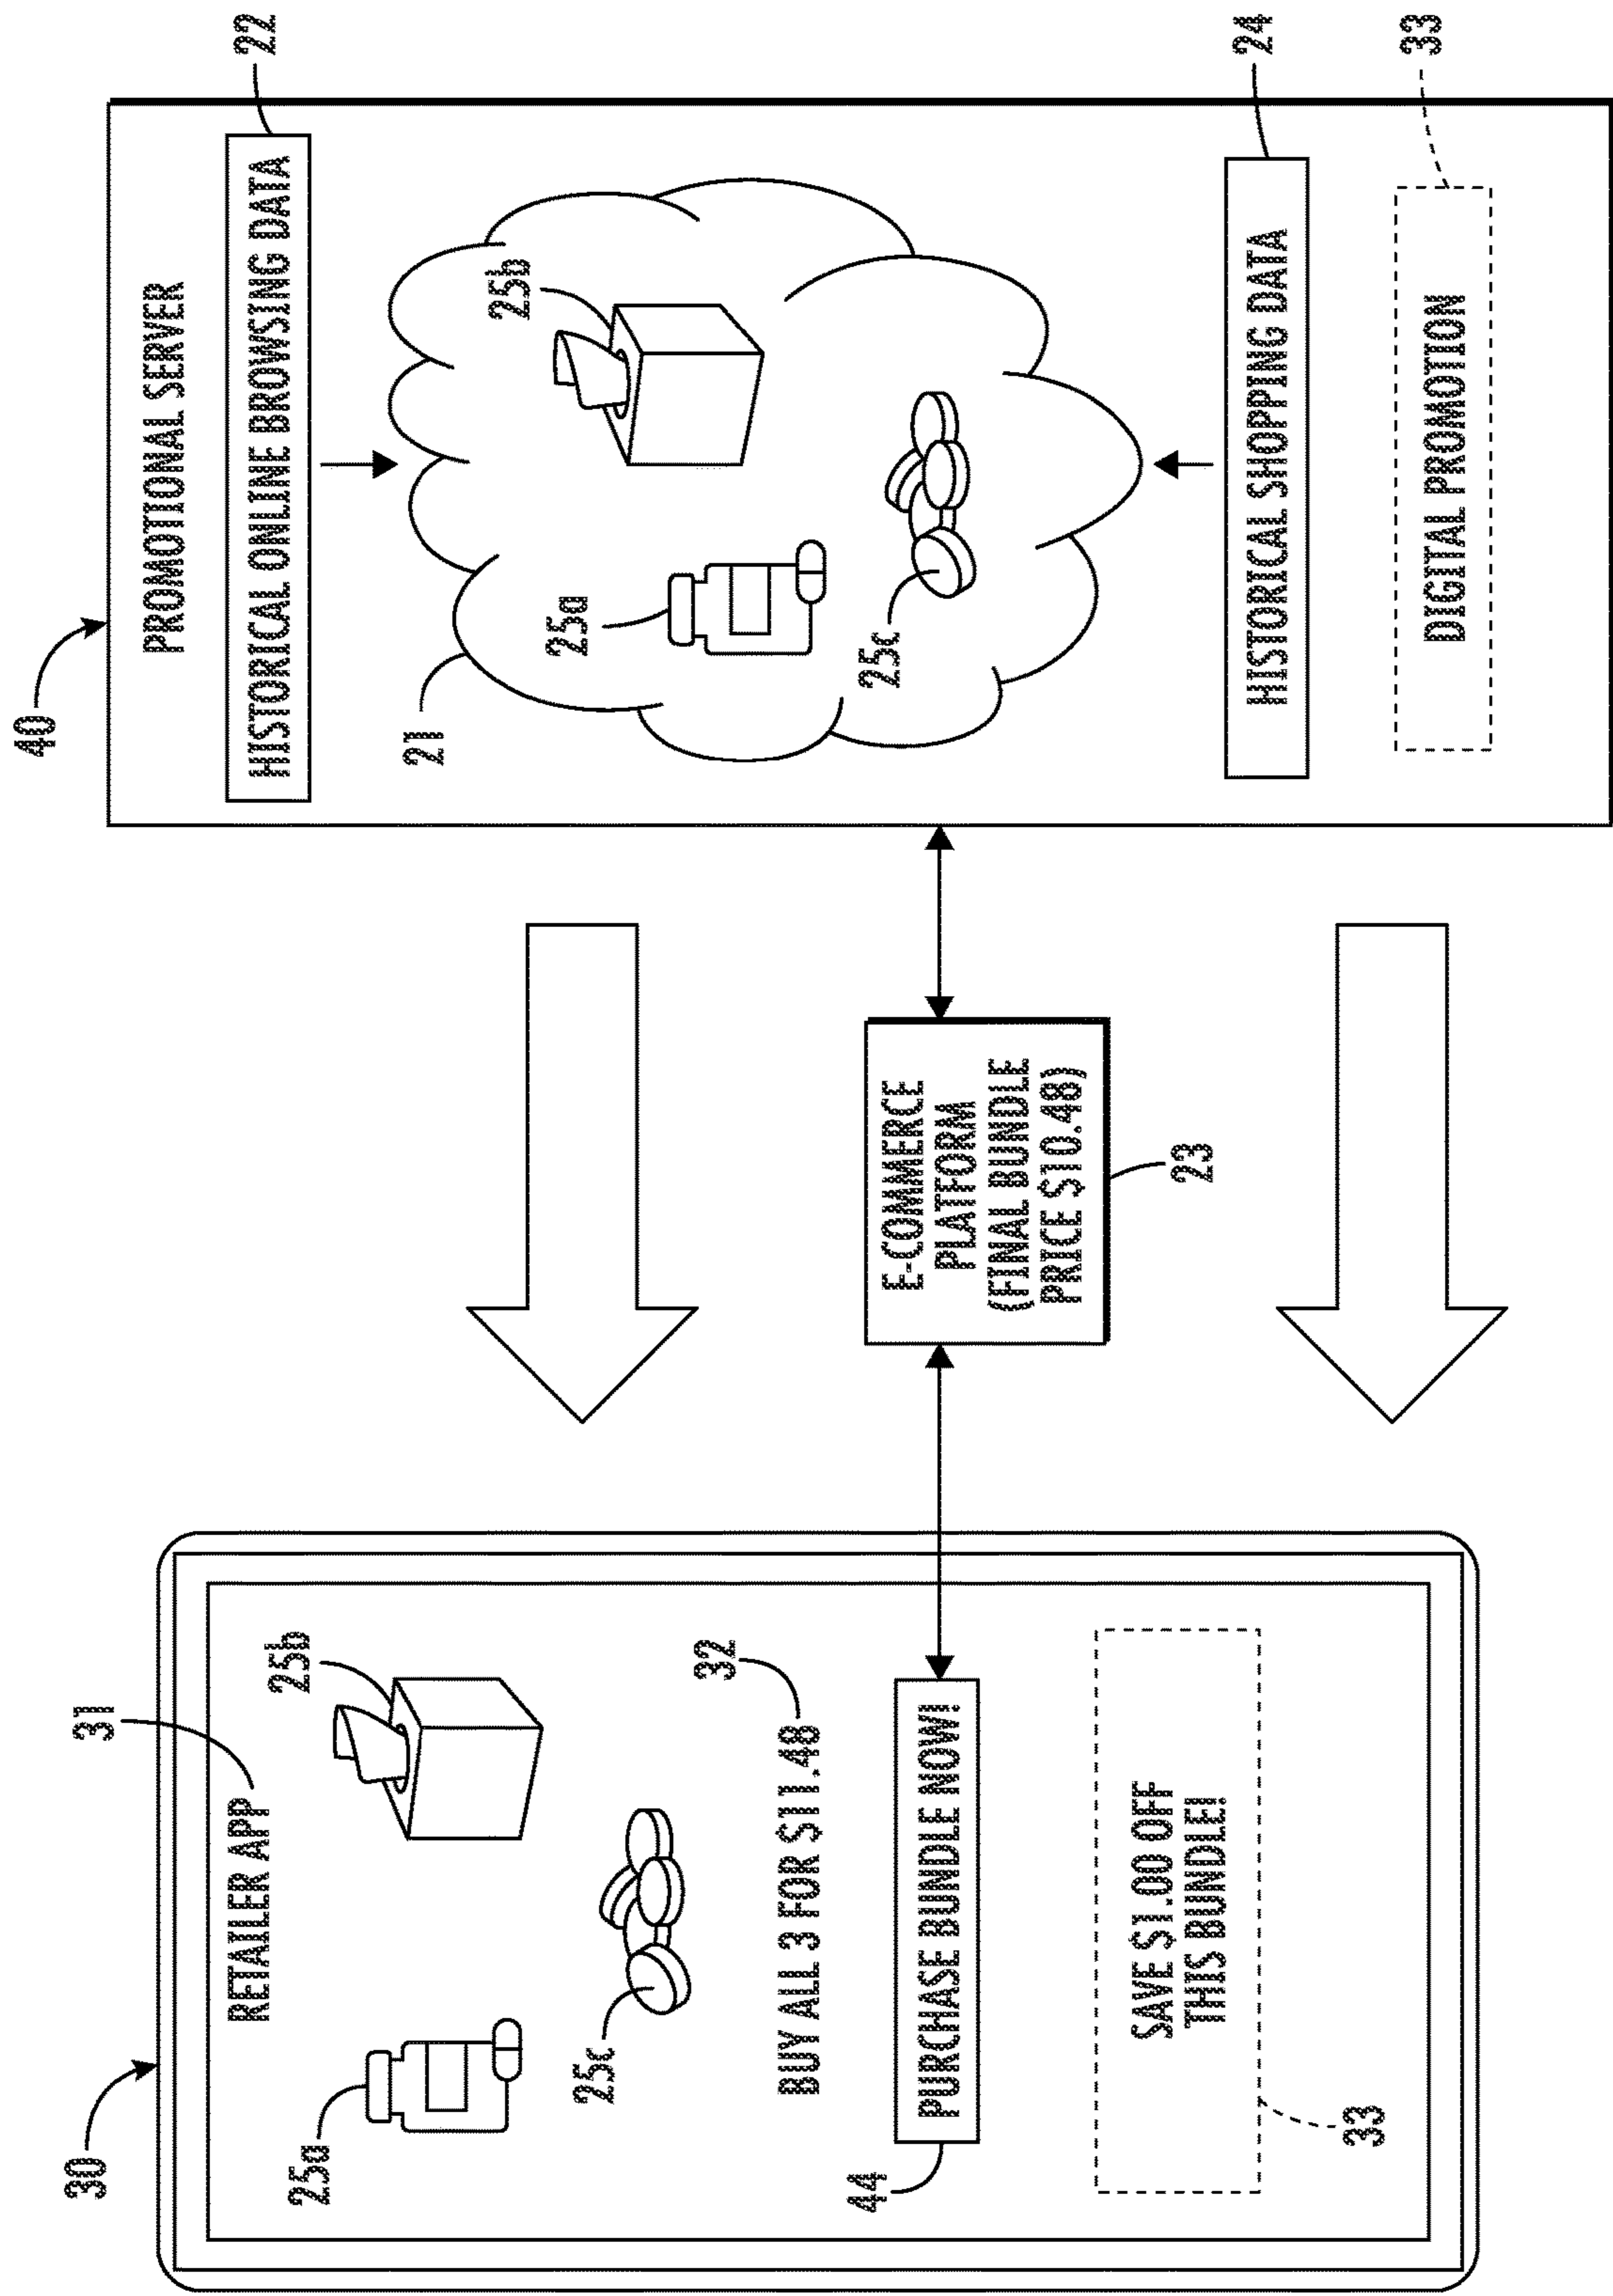 30
31
RETAILER APP
25a
25b
25c
BUY ALL 3 FOR $11.48
32
44
PURCHASE BUNDLE NOW!
SAVE $1.00 OFF
THIS BUNDLE!
33
E-COMMERCE
PLATFORM
(FINAL BUNDLE
PRICE $10.48)
23
40
PROMOTIONAL SERVER
22
HISTORICAL ONLINE BROWSING DATA
21
25a
25b
25c
24
HISTORICAL SHOPPING DATA
33
DIGITAL PROMOTION